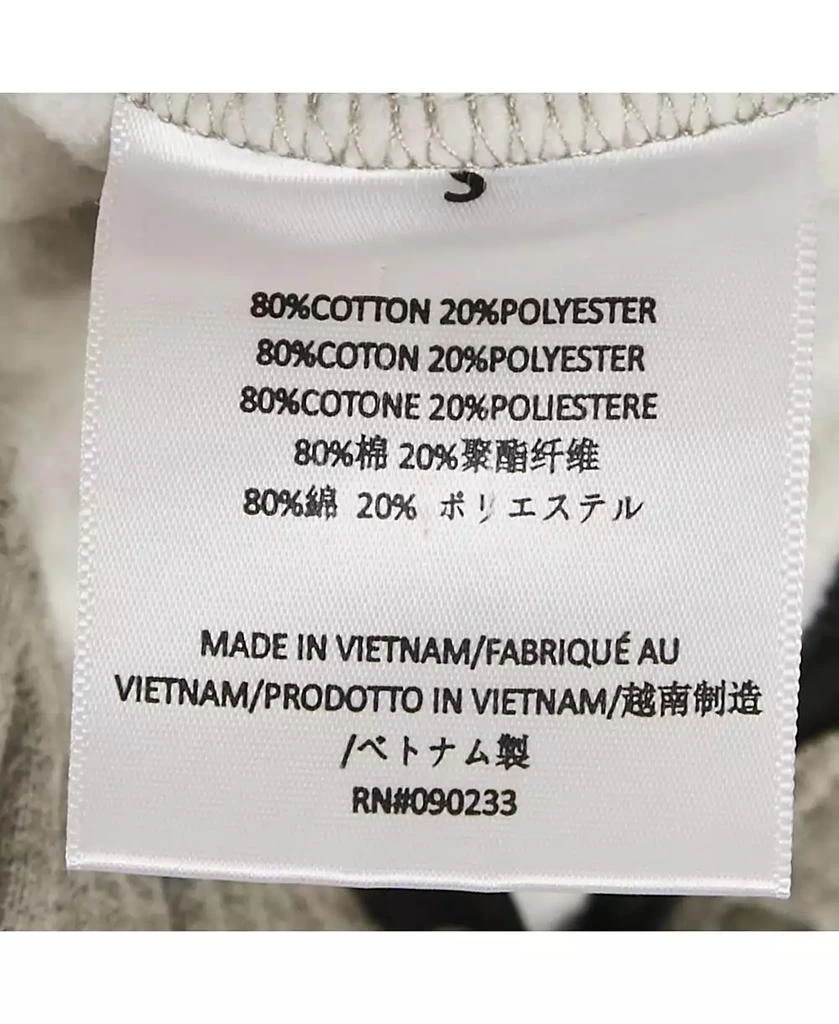 80%COTTON 20%POLYESTER
80%COTON 20%POLYESTER
80%COTONE 20%POLIESTERE
80%棉 20%聚酯纤维
80%綿 20% ポリエステル
MADE IN VIETNAM/FABRIQUÉ AU
VIETNAM/PRODOTTO IN VIETNAM/越南制造
/ベトナム製
RN#090233